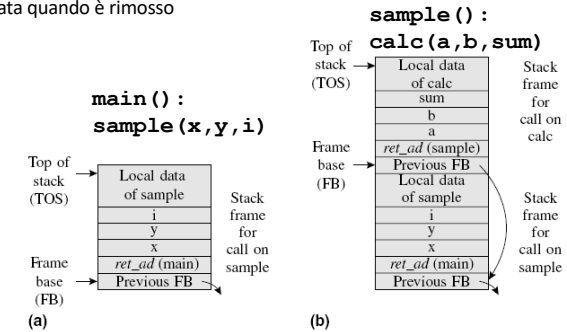 ata quando è rimosso
main():
sample(x,y,i)
Top of
stack
(TOS)
Local data
of sample
i
y
x
ret_ad (main)
Previous FB
Frame
base
(FB)
Stack
frame
for
call on
sample
(a)
sample():
calc(a,b,sum)
Top of
stack
(TOS)
Local data
of calc
sum
b
a
ret_ad (sample)
Previous FB
Local data
of sample
i
y
x
ret_ad (main)
Previous FB
Frame
base
(FB)
Stack
frame
for
call on
calc
Stack
frame
for
call on
sample
(b)